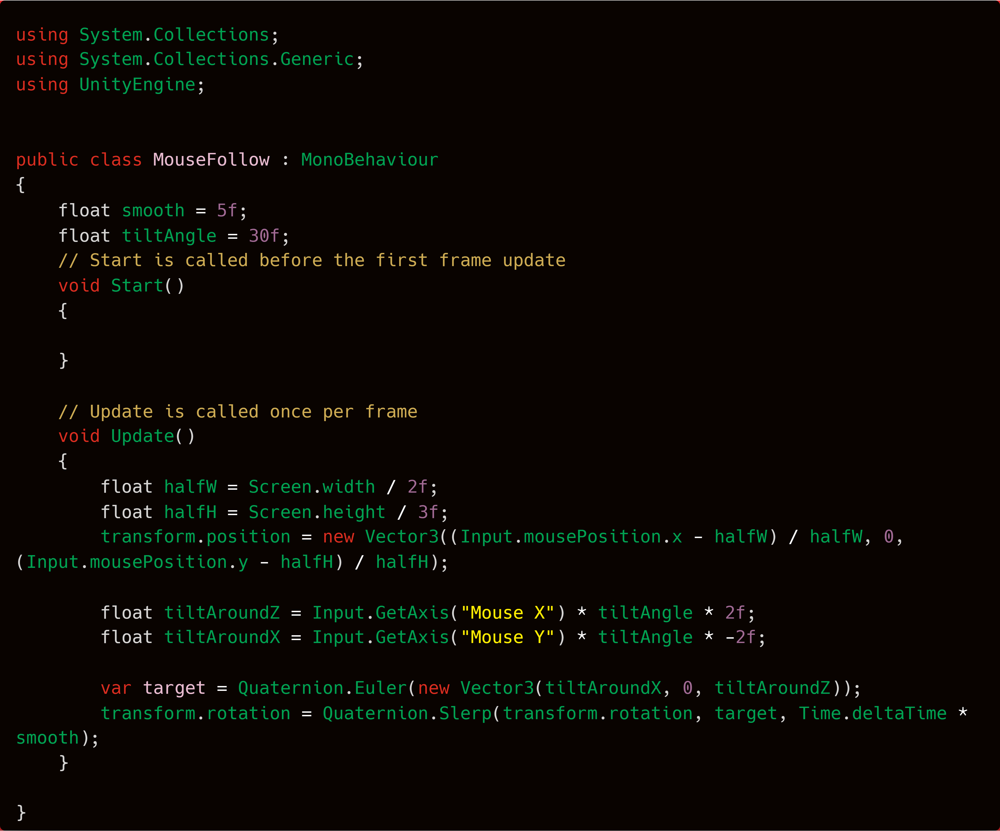 using System.Collections;
using System.Collections.Generic;
using UnityEngine;
public class MouseFollow : MonoBehaviour
{
    float smooth = 5f;
    float tiltAngle = 30f;
    // Start is called before the first frame update
    void Start()
    {
    }
    // Update is called once per frame
    void Update()
    {
        float halfW = Screen.width / 2f;
        float halfH = Screen.height / 3f;
        transform.position = new Vector3((Input.mousePosition.x - halfW) / halfW, 0,
(Input.mousePosition.y - halfH) / halfH);
        float tiltAroundZ = Input.GetAxis("Mouse X") * tiltAngle * 2f;
        float tiltAroundX = Input.GetAxis("Mouse Y") * tiltAngle * -2f;
        var target = Quaternion.Euler(new Vector3(tiltAroundX, 0, tiltAroundZ));
        transform.rotation = Quaternion.Slerp(transform.rotation, target, Time.deltaTime *
smooth);
    }
}